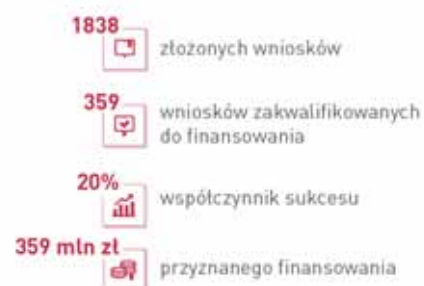 1838
złożonych wniosków
359
wniosków zakwalifikowanych
do finansowania
20%
współczynnik sukcesu
359 mln zł
przyznanego finansowania